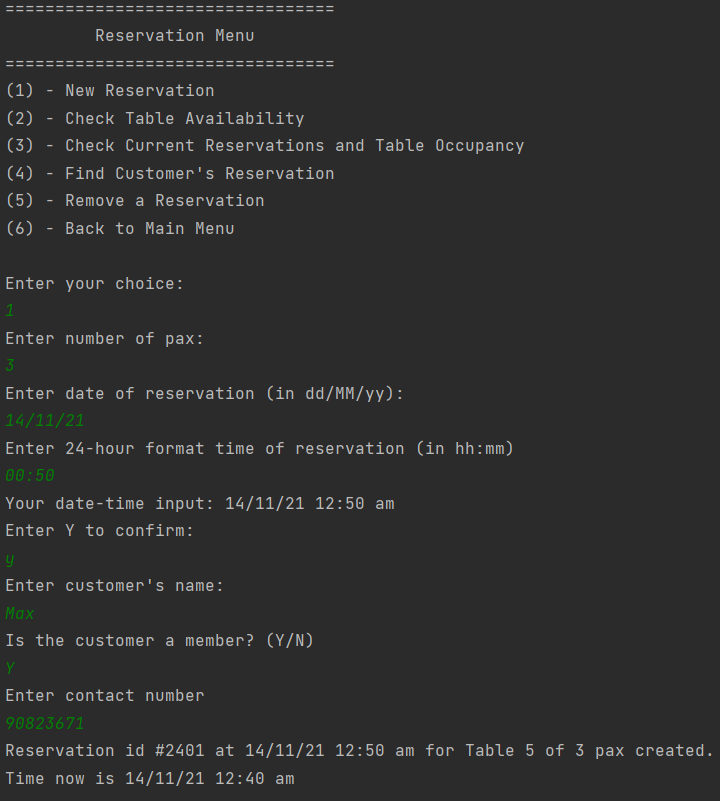 =================================
Reservation Menu
=================================
(1) - New Reservation
(2) - Check Table Availability
(3) - Check Current Reservations and Table Occupancy
(4) - Find Customer's Reservation
(5) - Remove a Reservation
(6) - Back to Main Menu
Enter your choice:
1
Enter number of pax:
3
Enter date of reservation (in dd/MM/yy):
14/11/21
Enter 24-hour format time of reservation (in hh:mm)
00:50
Your date-time input: 14/11/21 12:50 am
Enter Y to confirm:
y
Enter customer's name:
Max
Is the customer a member? (Y/N)
Y
Enter contact number
90823671
Reservation id #2401 at 14/11/21 12:50 am for Table 5 of 3 pax created.
Time now is 14/11/21 12:40 am